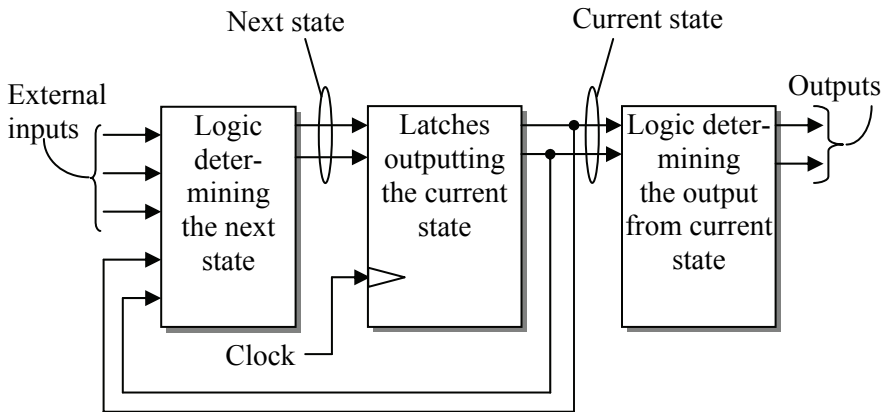 Next state
Current state
External
inputs
Outputs
Logic
deter-
mining
the next
state
Latches
outputting
the current
state
Logic deter-
mining
the output
from current
state
Clock